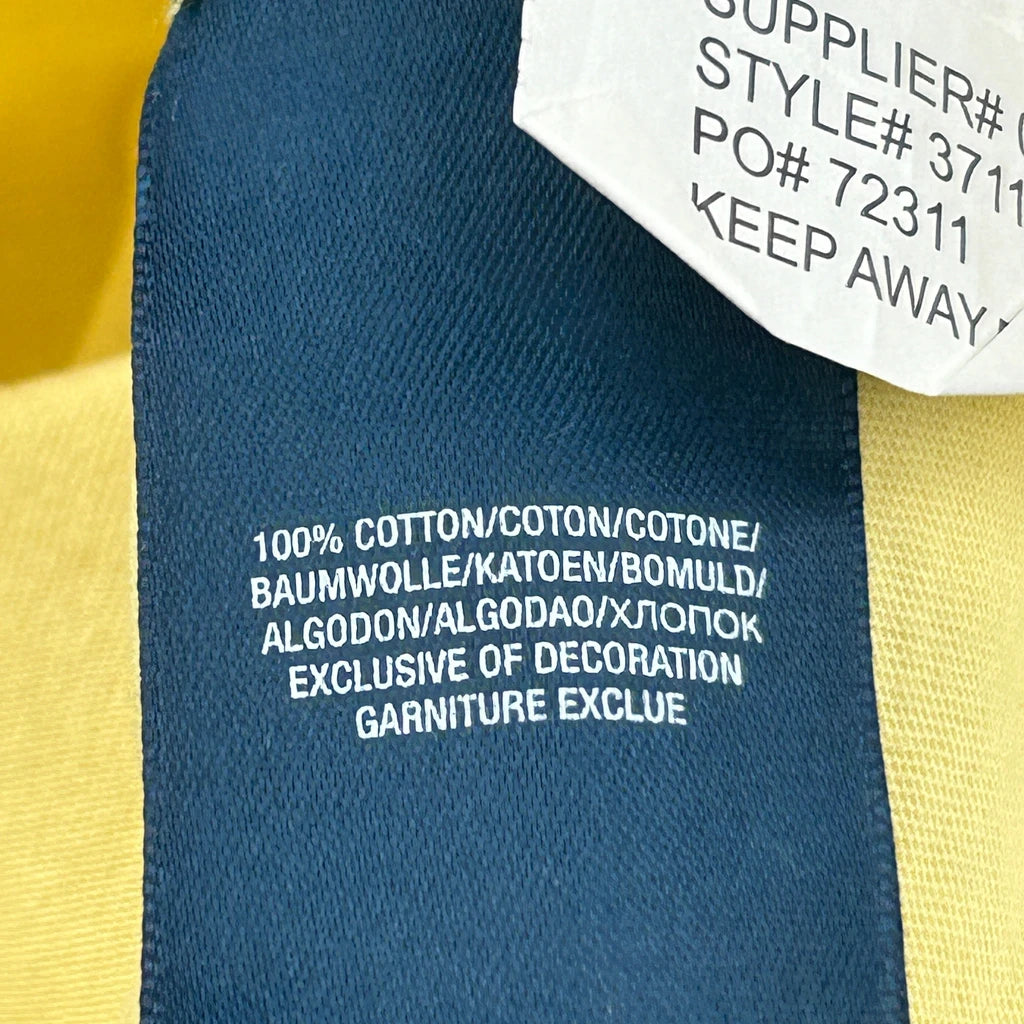 SUPPLIER#
STYLE# 3711
PO# 72311
KEEP AWAY
100% COTTON/COTON/COTONE/
BAUMWOLLE/KATOEN/BOMULD/
ALGODON/ALGODAO/ХЛОПОК
EXCLUSIVE OF DECORATION
GARNITURE EXCLUE